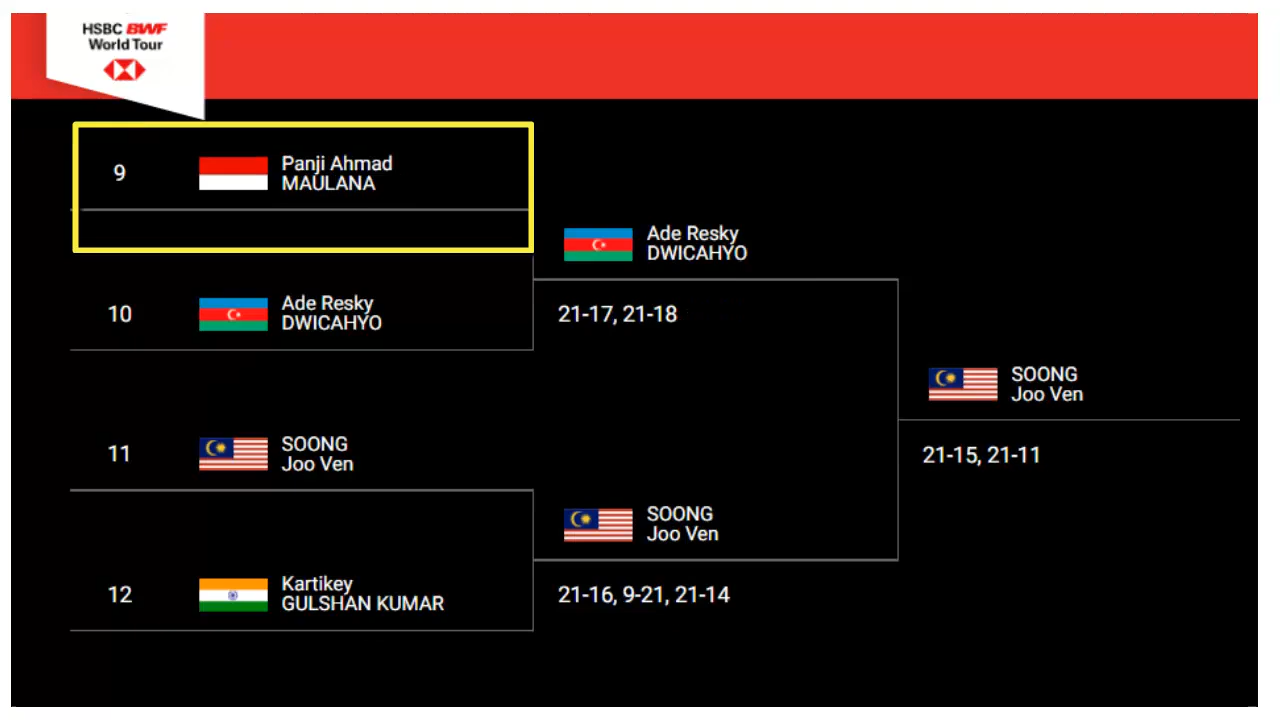 HSBC BWF
World Tour
9
Panji Ahmad
MAULANA
Ade Resky
DWICAHYO
10
Ade Resky
DWICAHYO
21-17, 21-18
SOONG
Joo Ven
11
SOONG
Joo Ven
21-15, 21-11
SOONG
Joo Ven
12
Kartikey
GULSHAN KUMAR
21-16, 9-21, 21-14